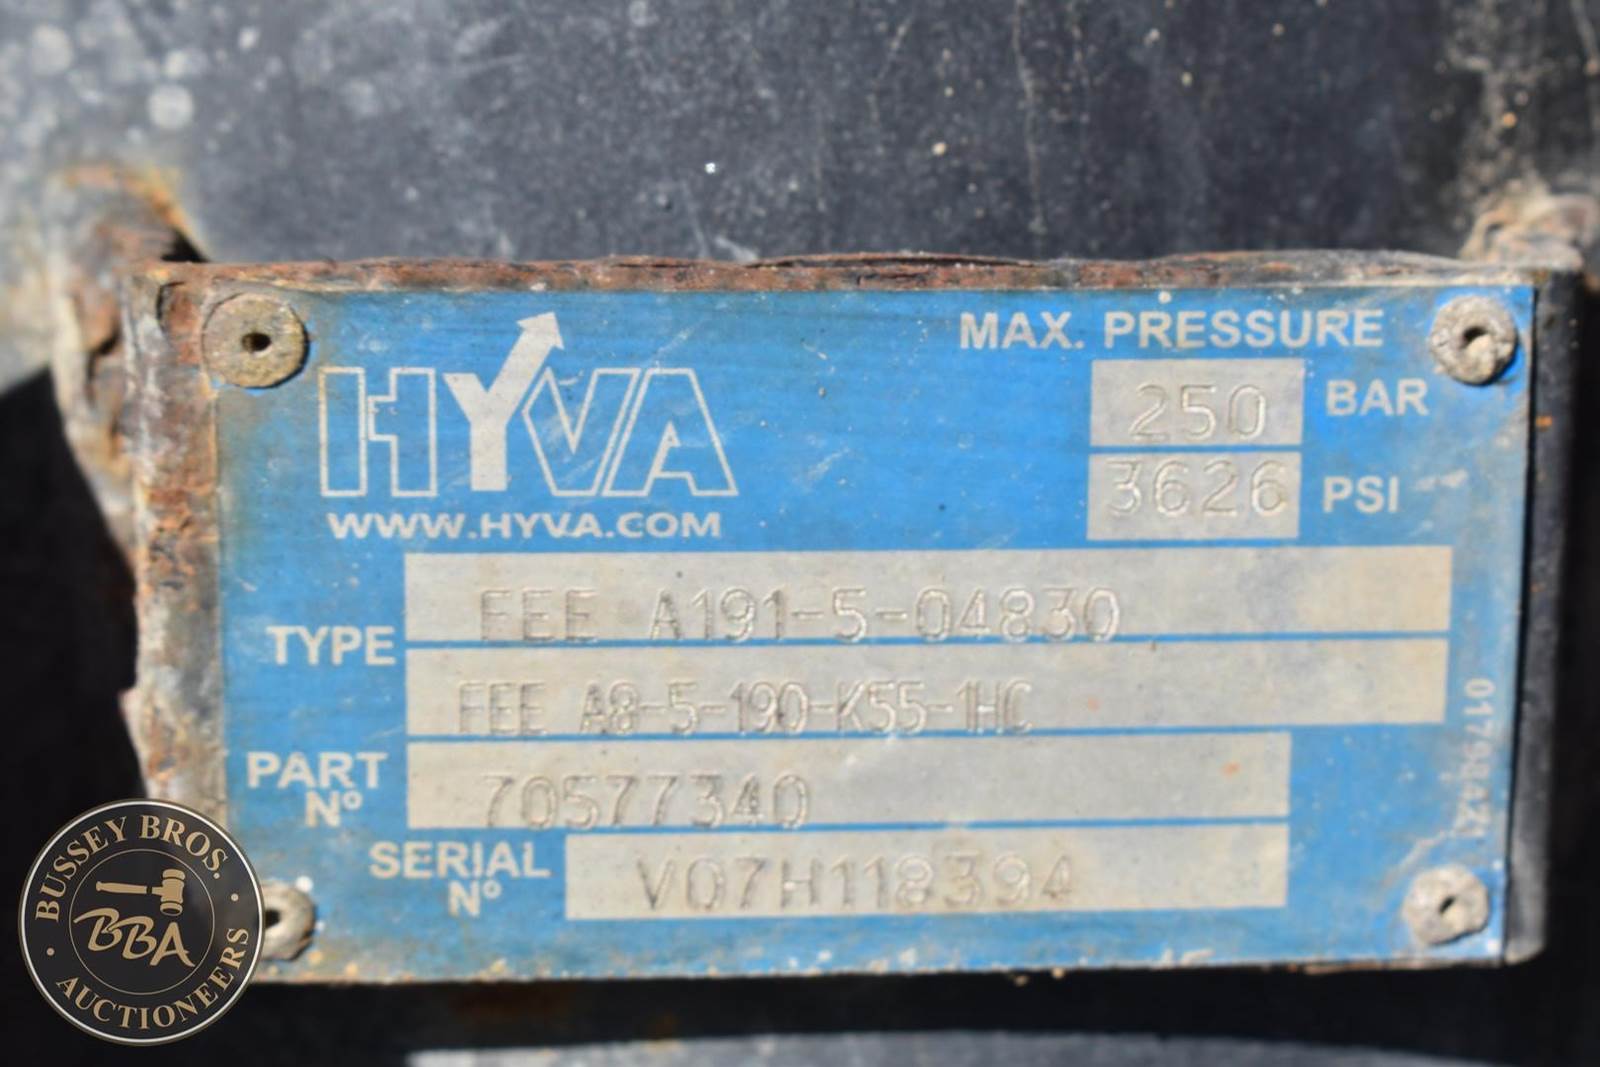 HYVA
WWW.HYVA.COM
MAX. PRESSURE
250 BAR
3626 PSI
TYPE
FEE A191-5-04830
FEE A8-5-190-K55-1HC
PART Nº 70577340
SERIAL Nº V07H118394
BUSSEY BROS.
BBA
AUCTIONEERS